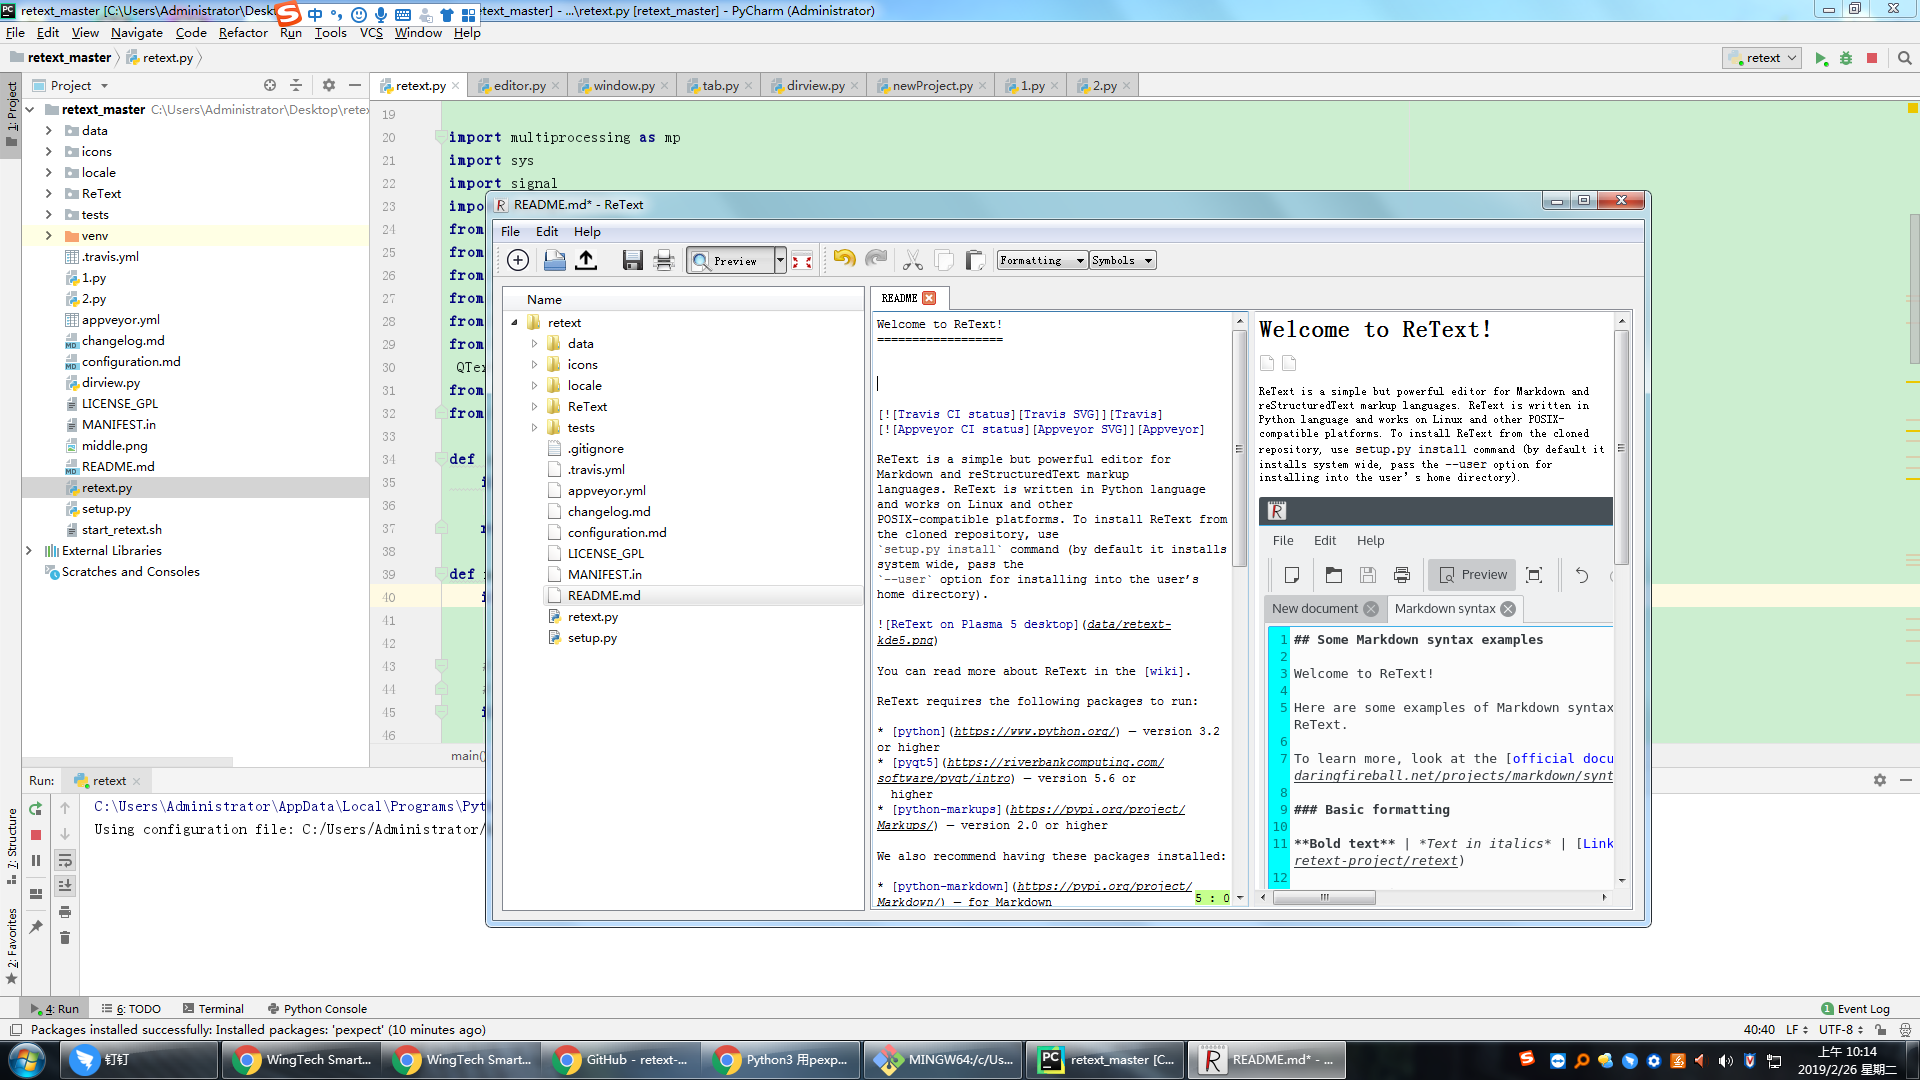 retext_master [C:\Users\Administrator\Deskt
etext_master] - ...\retext.py [retext_master] - PyCharm (Administrator)
中
File Edit View Navigate Code Refactor Run Tools VCS Window Help
retext_master retext.py
retext
Project
retext.py editor.py window.py tab.py dirview.py newProject.py 1.py 2.py
1: Project
retext_master C:\Users\Administrator\Desktop\retex
data
icons
locale
ReText
tests
venv
.travis.yml
1.py
2.py
appveyor.yml
changelog.md
configuration.md
dirview.py
LICENSE_GPL
MANIFEST.in
middle.png
README.md
retext.py
setup.py
start_retext.sh
External Libraries
Scratches and Consoles
19
20 import multiprocessing as mp
21 import sys
22 import signal
23 impo
24 from
25 from
26 from
27 from
28 from
29 from
30 QTex
31 from
32 from
33
34 def
35 i
37
38
39 def
40 i
41
42
43 #
44 #
45 i
46
main()
README.md* - ReText
File Edit Help
Preview Formatting Symbols
Name
retext
data
icons
locale
ReText
tests
.gitignore
.travis.yml
appveyor.yml
changelog.md
configuration.md
LICENSE_GPL
MANIFEST.in
README.md
retext.py
setup.py
README
Welcome to ReText!
==================
[![Travis CI status][Travis SVG]][Travis]
[![Appveyor CI status][Appveyor SVG]][Appveyor]
ReText is a simple but powerful editor for
Markdown and reStructuredText markup
languages. ReText is written in Python language
and works on Linux and other
POSIX-compatible platforms. To install ReText from
the cloned repository, use
`setup.py install` command (by default it installs
system wide, pass the
`--user` option for installing into the user’s
home directory).
![ReText on Plasma 5 desktop](data/retext-
kde5.png)
You can read more about ReText in the [wiki].
ReText requires the following packages to run:
* [python](https://www.python.org/) — version 3.2
or higher
* [pyqt5](https://riverbankcomputing.com/
software/pyqt/intro) — version 5.6 or
higher
* [python-markups](https://pypi.org/project/
Markups/) — version 2.0 or higher
We also recommend having these packages installed:
* [python-markdown](https://pypi.org/project/
Markdown/) — for Markdown
5 : 0
Welcome to ReText!
ReText is a simple but powerful editor for Markdown and
reStructuredText markup languages. ReText is written in
Python language and works on Linux and other POSIX-
compatible platforms. To install ReText from the cloned
repository, use setup.py install command (by default it
installs system wide, pass the --user option for
installing into the user’s home directory).
File Edit Help
Preview
New document Markdown syntax
1 ## Some Markdown syntax examples
2
3 Welcome to ReText!
4
5 Here are some examples of Markdown syntax
ReText.
6
7 To learn more, look at the [official docu
daringfireball.net/projects/markdown/synt
8
9 ### Basic formatting
10
11 **Bold text** | *Text in italics* | [Link
retext-project/retext)
12
Run: retext
C:\Users\Administrator\AppData\Local\Programs\Pyt
Using configuration file: C:/Users/Administrator/
7: Structure
2: Favorites
4: Run 6: TODO Terminal Python Console
1 Event Log
Packages installed successfully: Installed packages: 'pexpect' (10 minutes ago)
40:40 LF UTF-8
钉钉
WingTech Smart...
WingTech Smart...
GitHub - retext-...
Python3 用pexp...
MINGW64:/c/Us...
retext_master [C...
README.md* - ...
上午 10:14
2019/2/26 星期二